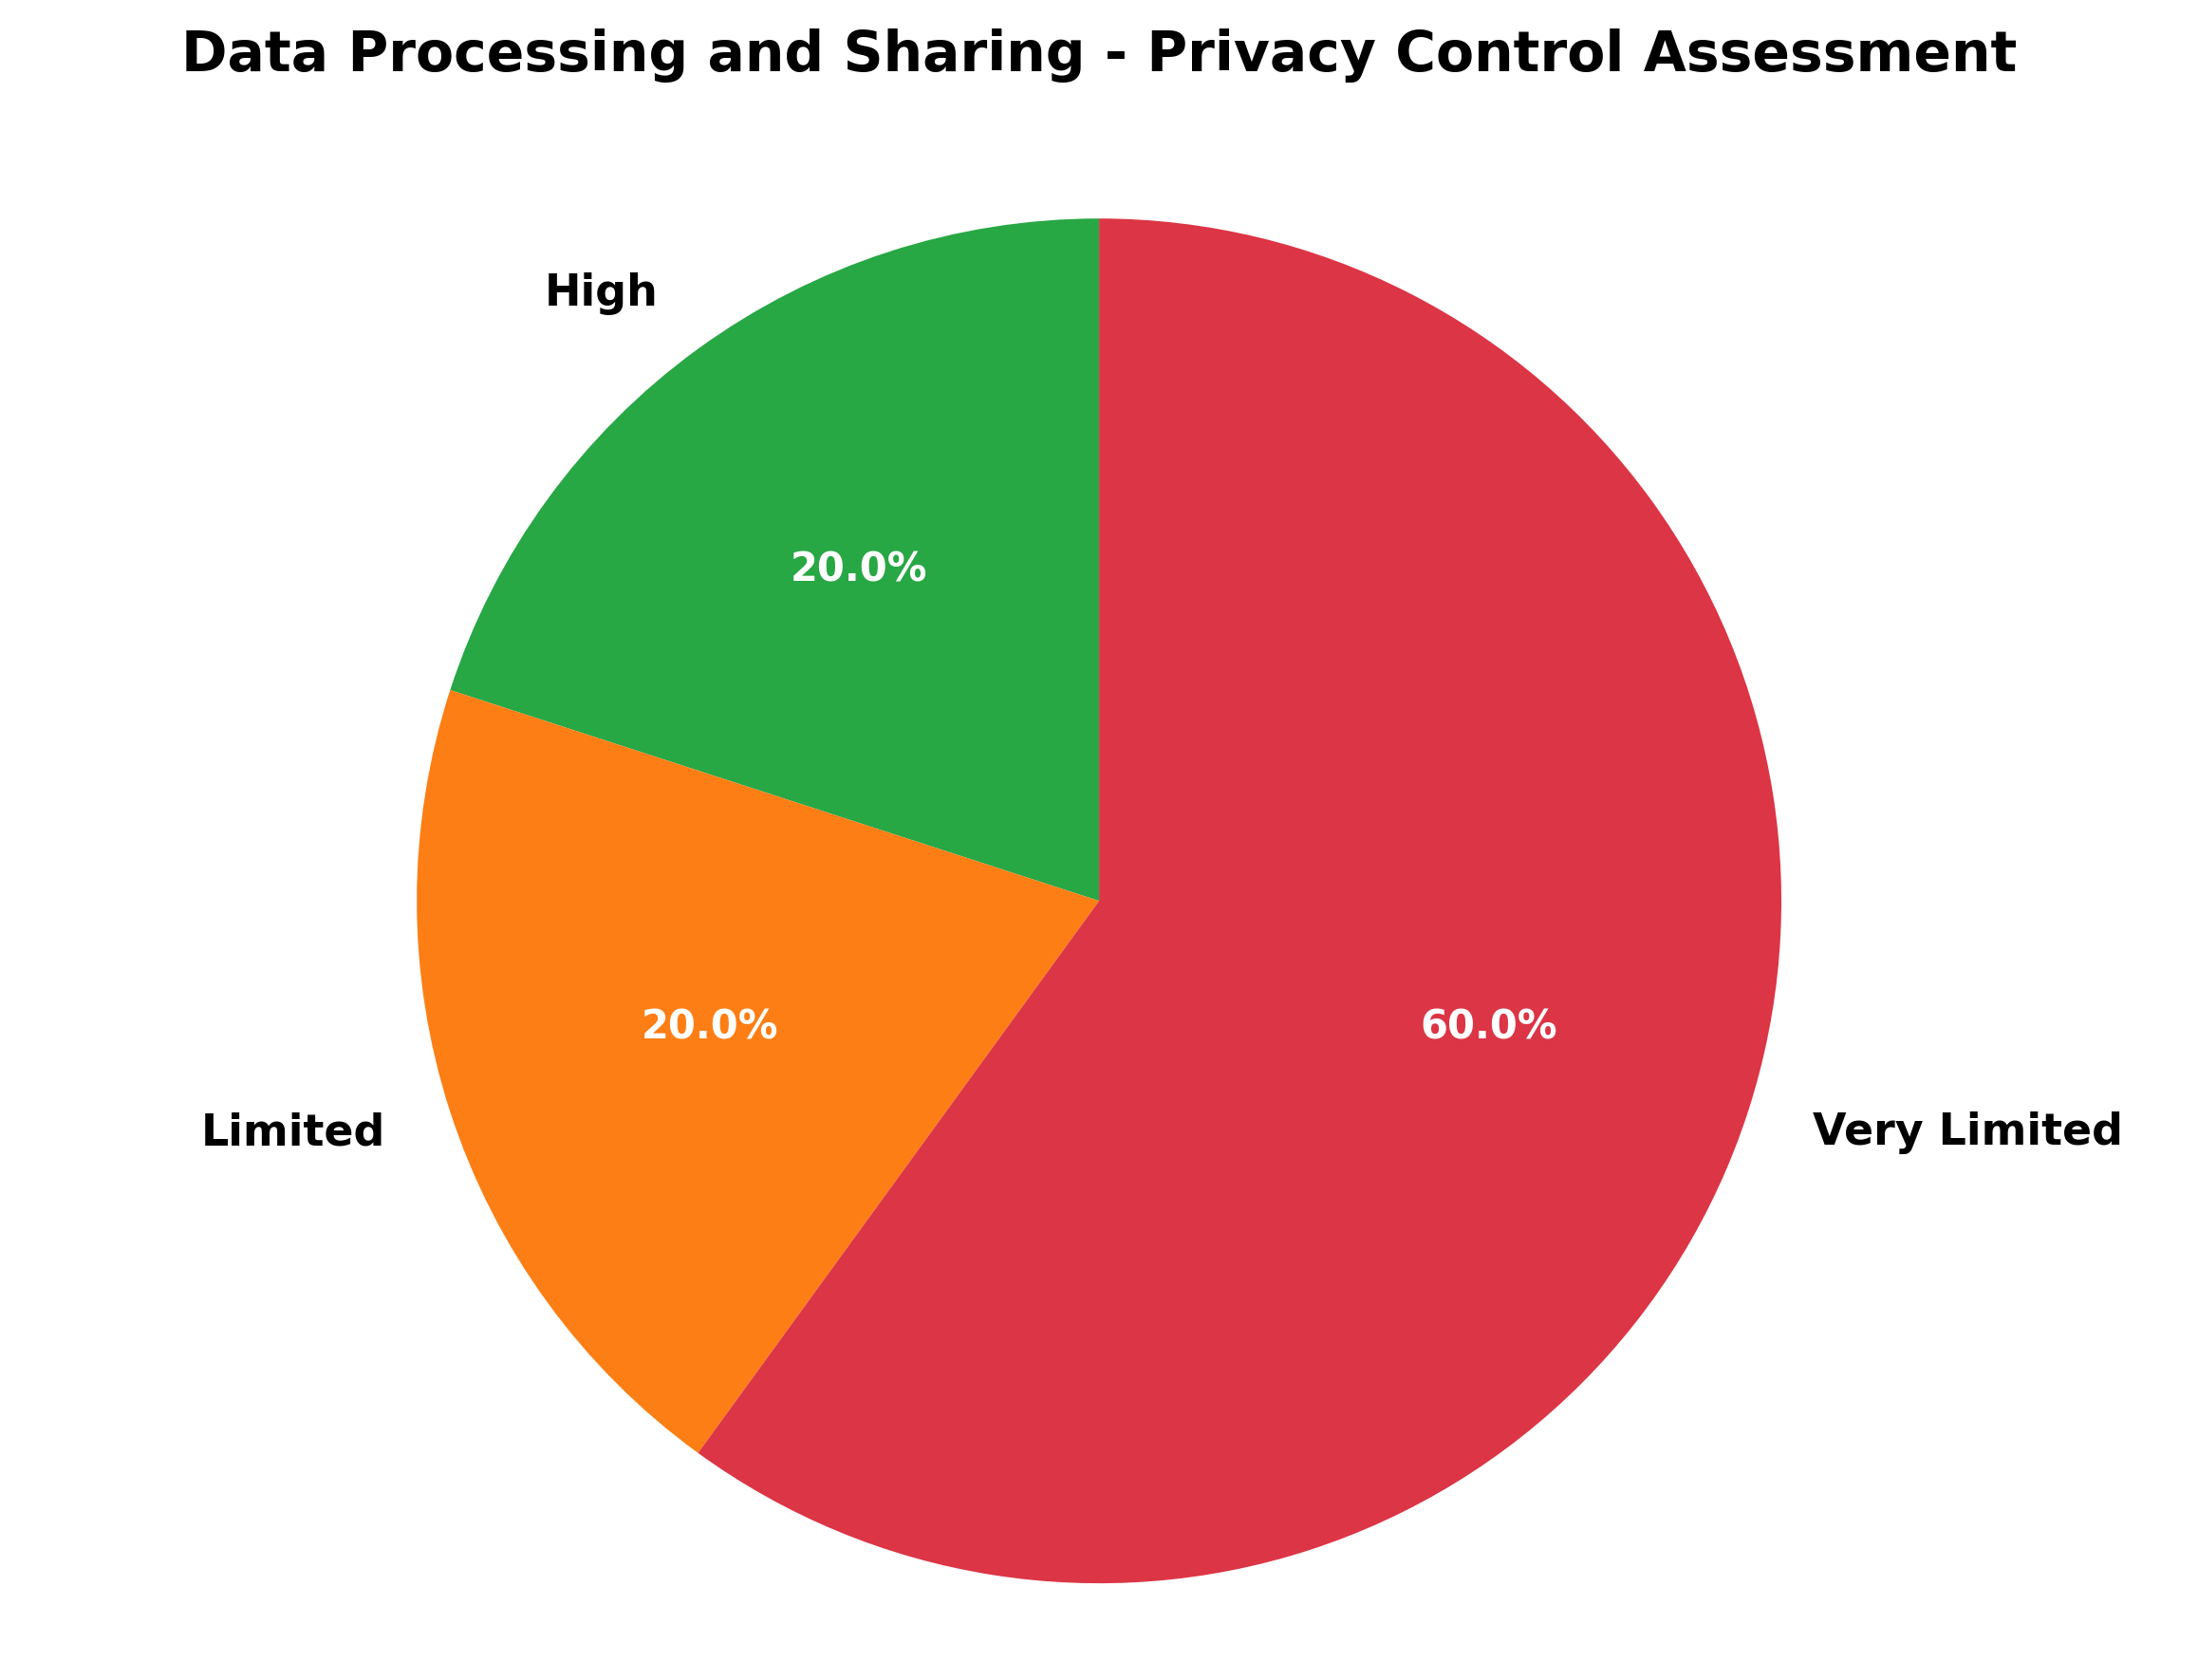 Data Processing and Sharing - Privacy Control Assessment
High
20.0%
20.0%
60.0%
Limited
Very Limited